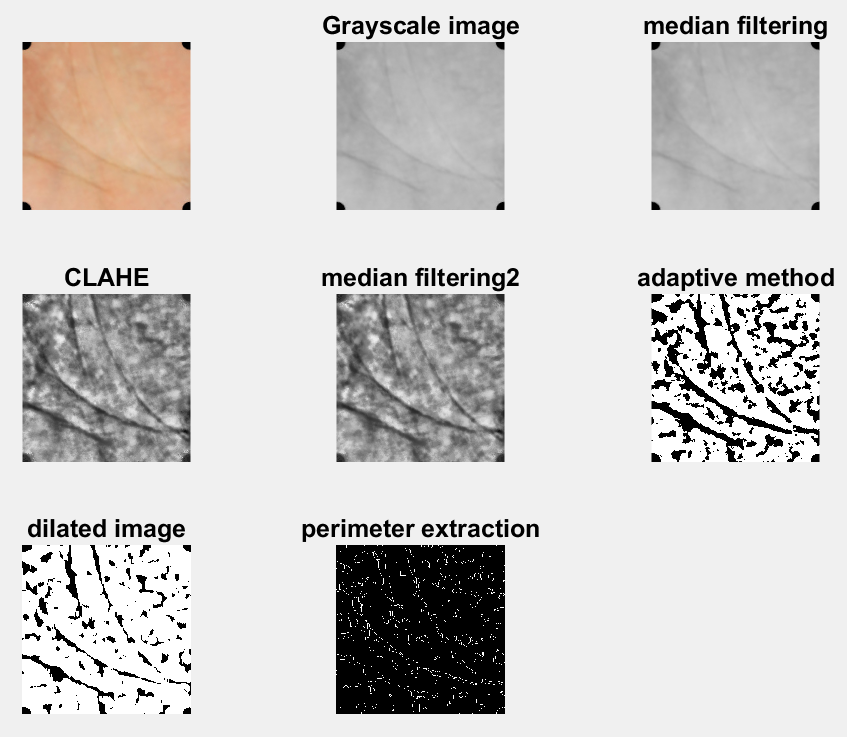 Grayscale image
median filtering
CLAHE
median filtering2
adaptive method
dilated image
perimeter extraction